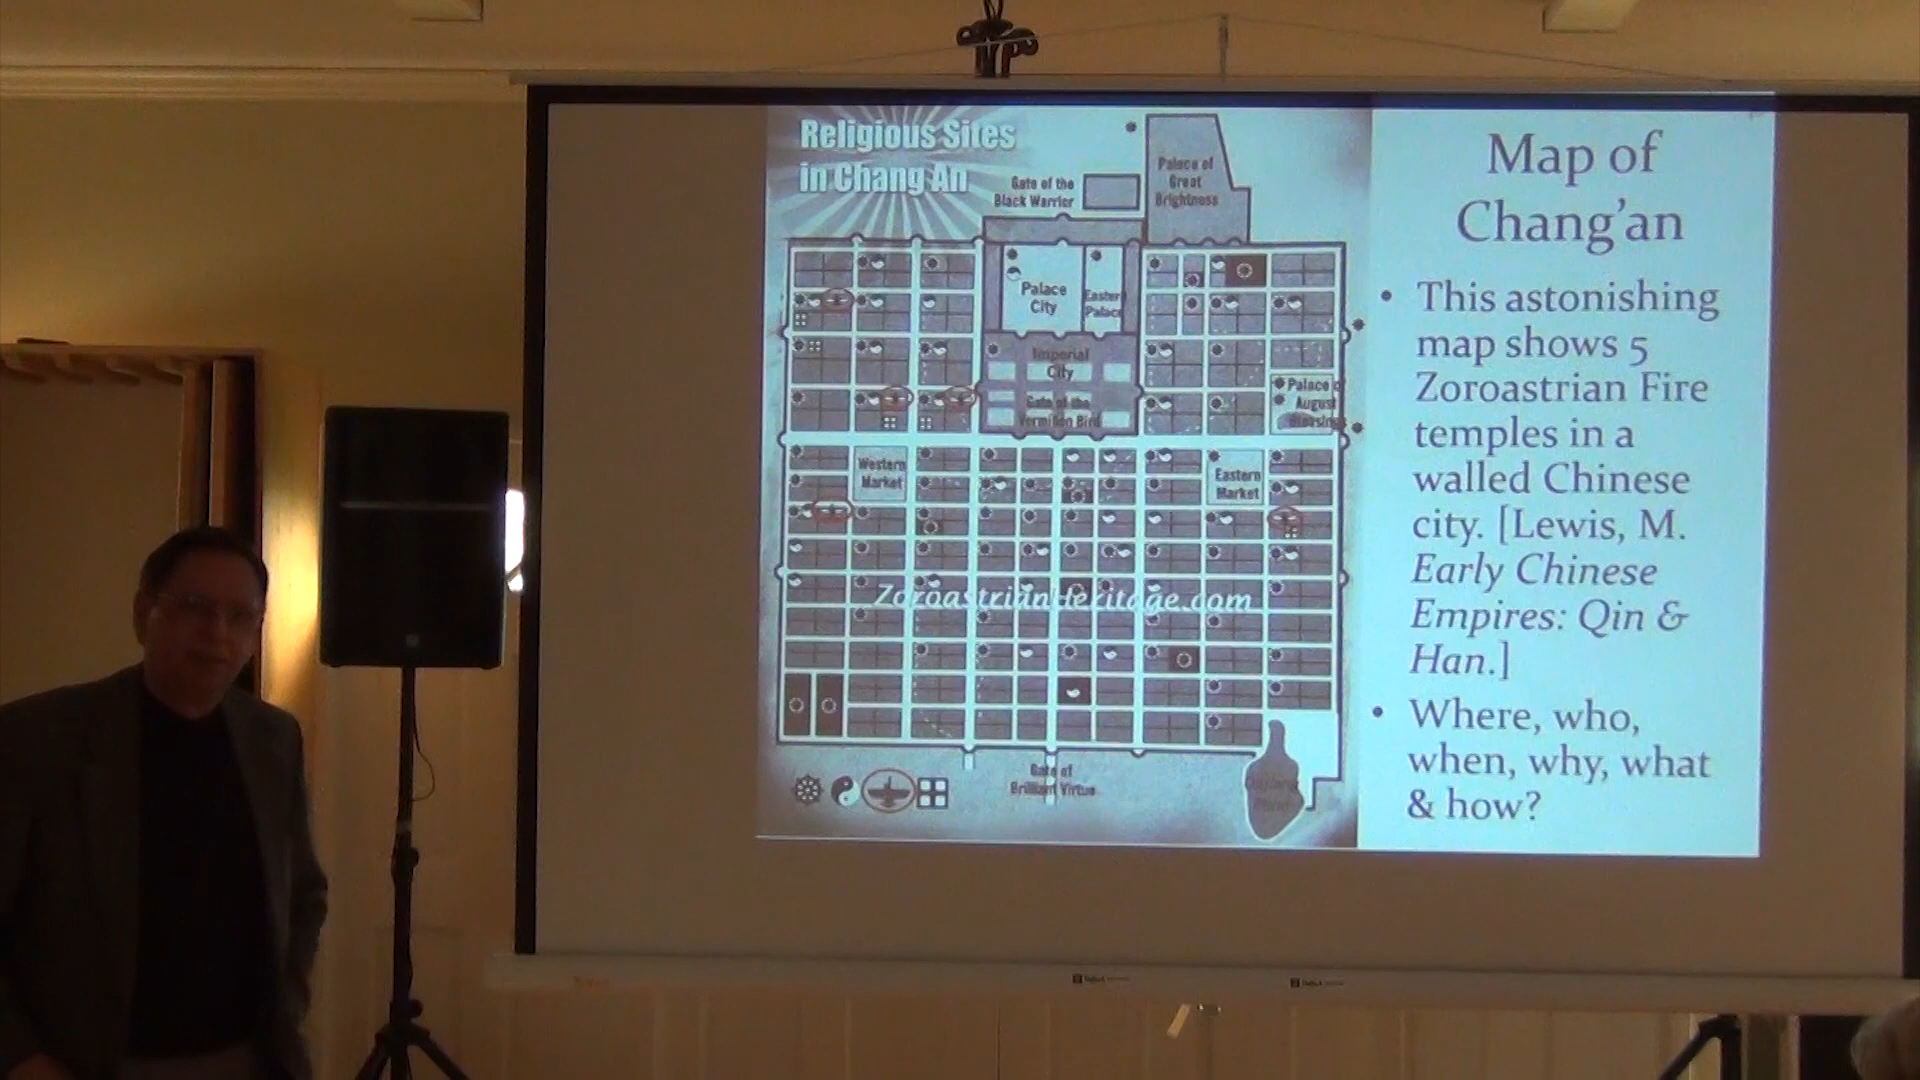 Religious Sites
in Chang An
Gate of the
Black Warrior
Palace of
Great
Brightness
Palace
City
Eastern
Palace
Imperial
City
Gate of the
Vermilion Bird
Palace of
August
Blessings
Western
Market
Eastern
Market
ZoroastrianHeritage.com
Gate of
Brilliant Virtue
Map of
Chang’an
• This astonishing
map shows 5
Zoroastrian Fire
temples in a
walled Chinese
city. [Lewis, M.
Early Chinese
Empires: Qin &
Han.]
• Where, who,
when, why, what
& how?